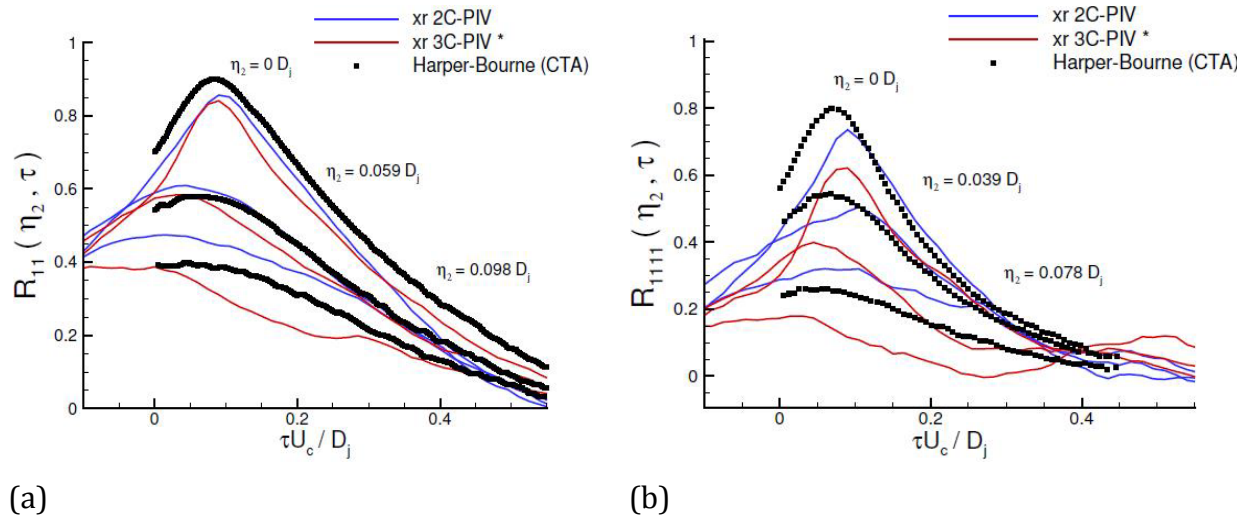 xr 2C-PIV
xr 3C-PIV *
Harper-Bourne (CTA)
η₂ = 0 Dⱼ
η₂ = 0.059 Dⱼ
η₂ = 0.098 Dⱼ
R₁₁ ( η₂ , τ )
1
0.8
0.6
0.4
0.2
0
0 0.2 0.4
τU_c / Dⱼ
(a)
xr 2C-PIV
xr 3C-PIV *
Harper-Bourne (CTA)
η₂ = 0 Dⱼ
η₂ = 0.039 Dⱼ
η₂ = 0.078 Dⱼ
R₁₁₁₁ ( η₂ , τ )
1
0.8
0.6
0.4
0.2
0
0 0.2 0.4
τU_c / Dⱼ
(b)